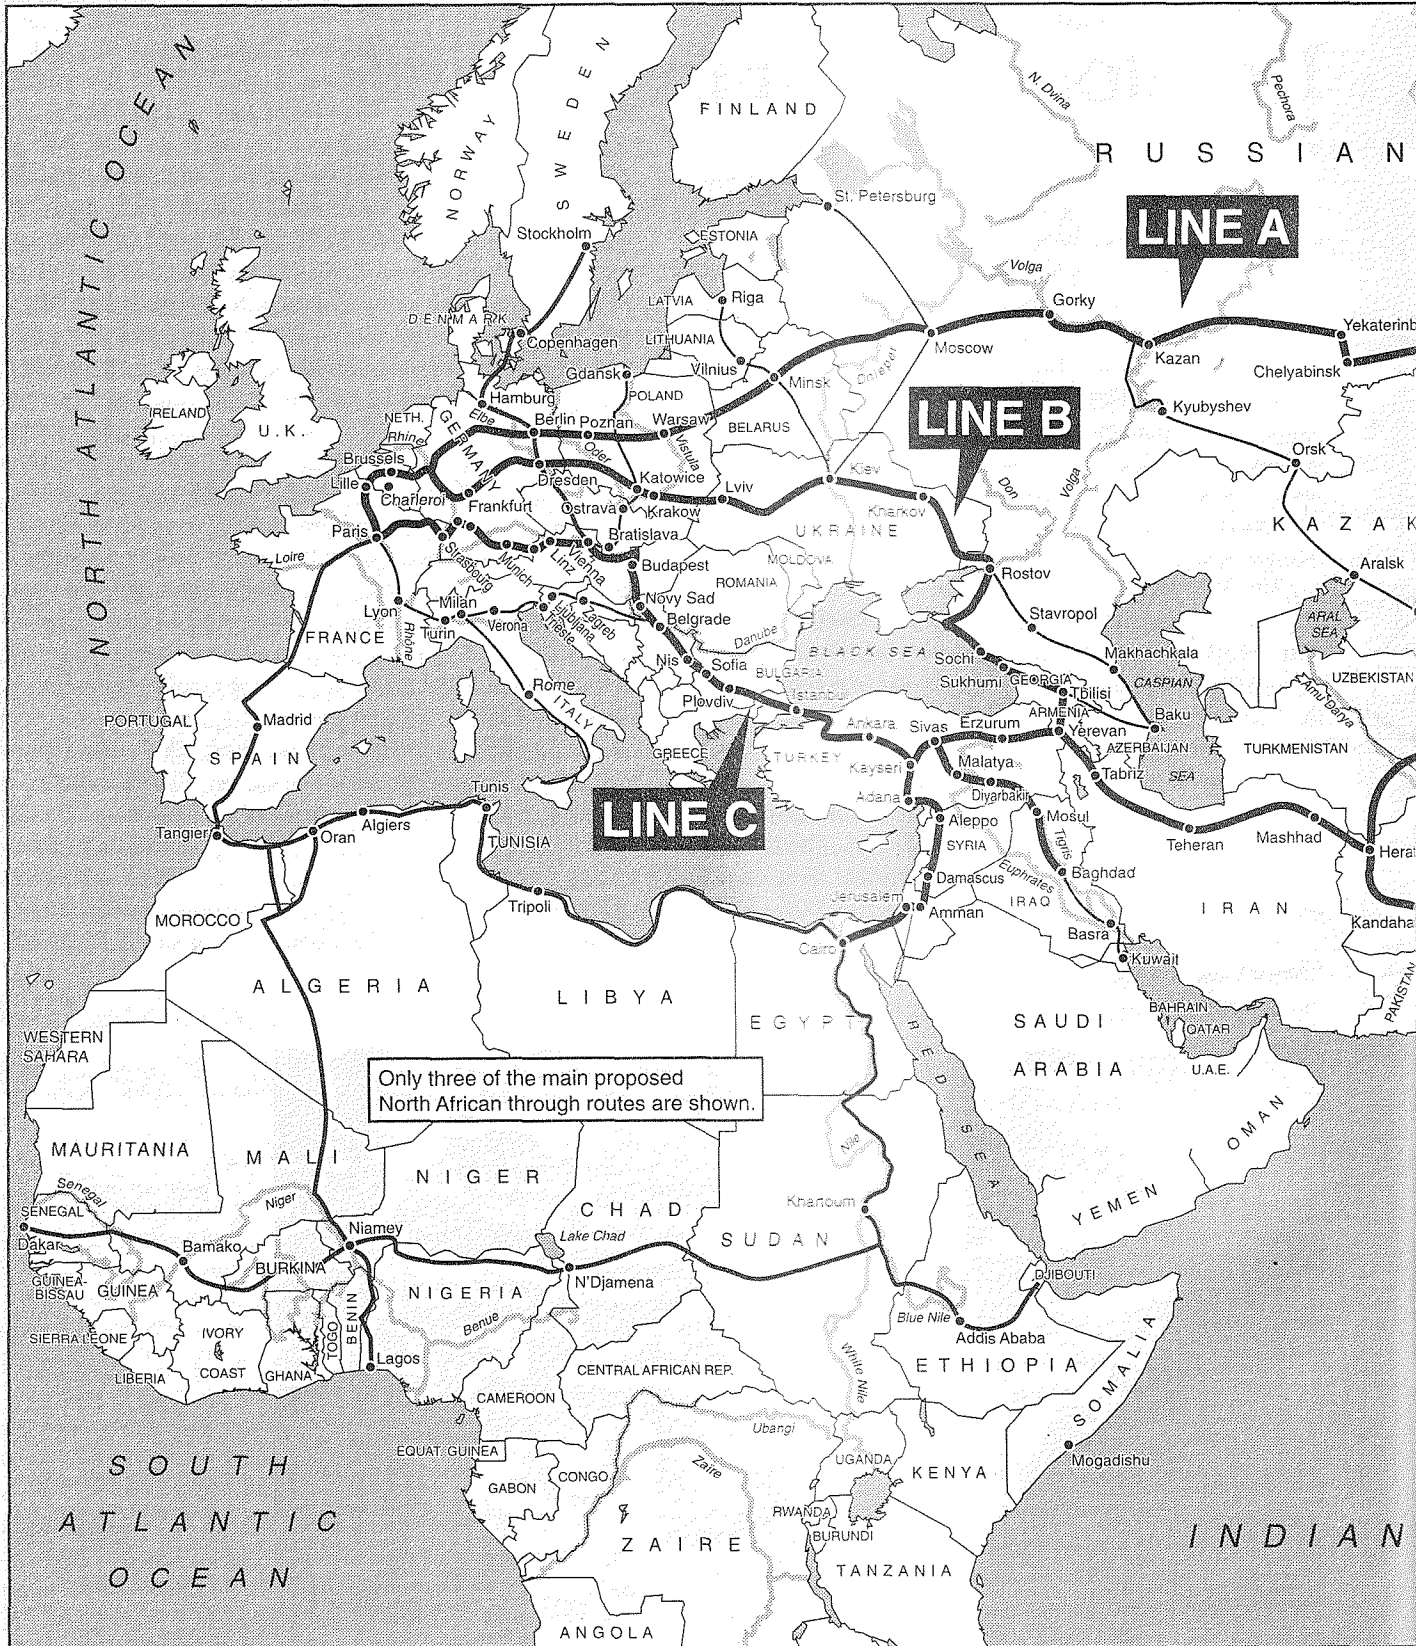 NORTH ATLANTIC OCEAN
NORWAY
SWEDEN
FINLAND
N. Dvina
Pechora
RUSSIAN
St. Petersburg
LINE A
Stockholm
ESTONIA
Volga
LATVIA
Riga
Gorky
DENMARK
Copenhagen
LITHUANIA
Moscow
Kazan
Yekaterinb
Chelyabinsk
Gdansk
Vilnius
Minsk
Dnieper
IRELAND
U.K.
NETH.
Hamburg
Elba
GERMANY
Berlin
Poznan
POLAND
Warsaw
BELARUS
LINE B
Kyubyshev
Rhine
Oder
Vistula
Orsk
Brussels
Lille
Charleroi
Frankfurt
Dresden
Katowice
Krakow
Lviv
Kiev
Kharkov
Don
Volga
Ostrava
Paris
Loire
Strasbourg
Munich
Linz
Vienna
Bratislava
Budapest
UKRAINE
MOLDOVA
ROMANIA
Rostov
KAZAK
Aralsk
ARAL
SEA
Lyon
Rhône
Milan
Turin
Verona
Trieste
Ljubljana
Zagreb
Novy Sad
Belgrade
Danube
Stavropol
FRANCE
BLACK SEA
Sochi
Sukhumi
Makhachkala
GEORGIA
Tbilisi
CASPIAN
SEA
UZBEKISTAN
Amu Darya
Nis
Sofia
BULGARIA
Plovdiv
Istanbul
Rome
ITALY
PORTUGAL
Madrid
SPAIN
GREECE
TURKEY
Ankara
Sivas
Erzurum
ARMENIA
Yerevan
Baku
AZERBAIJAN
TURKMENISTAN
Kayseri
Malatya
Diyarbakir
Tabriz
Adana
LINE C
Tunis
Tangier
Oran
Algiers
TUNISIA
Aleppo
SYRIA
Mosul
Tigris
Teheran
Mashhad
Herat
Damascus
Euphrates
Baghdad
IRAQ
IRAN
MOROCCO
Tripoli
Jerusalem
Amman
Basra
Kandaha
Cairo
Kuwait
PAKISTAN
ALGERIA
LIBYA
EGYPT
RED SEA
SAUDI
ARABIA
BAHRAIN
QATAR
U.A.E.
OMAN
WESTERN
SAHARA
Only three of the main proposed
North African through routes are shown.
MAURITANIA
MALI
NIGER
CHAD
Nile
YEMEN
Senegal
SENEGAL
Dakar
Niger
Niamey
Lake Chad
Khartoum
SUDAN
Bamako
BURKINA
N'Djamena
DJIBOUTI
GUINEA-
BISSAU
GUINEA
NIGERIA
Benue
Blue Nile
Addis Ababa
SIERRA LEONE
IVORY
COAST
TOGO
BENIN
Lagos
LIBERIA
GHANA
CENTRAL AFRICAN REP.
White Nile
ETHIOPIA
SOMALIA
CAMEROON
Ubangi
EQUAT. GUINEA
UGANDA
KENYA
Mogadishu
GABON
CONGO
Zaire
RWANDA
BURUNDI
ZAIRE
TANZANIA
ANGOLA
SOUTH
ATLANTIC
OCEAN
INDIAN